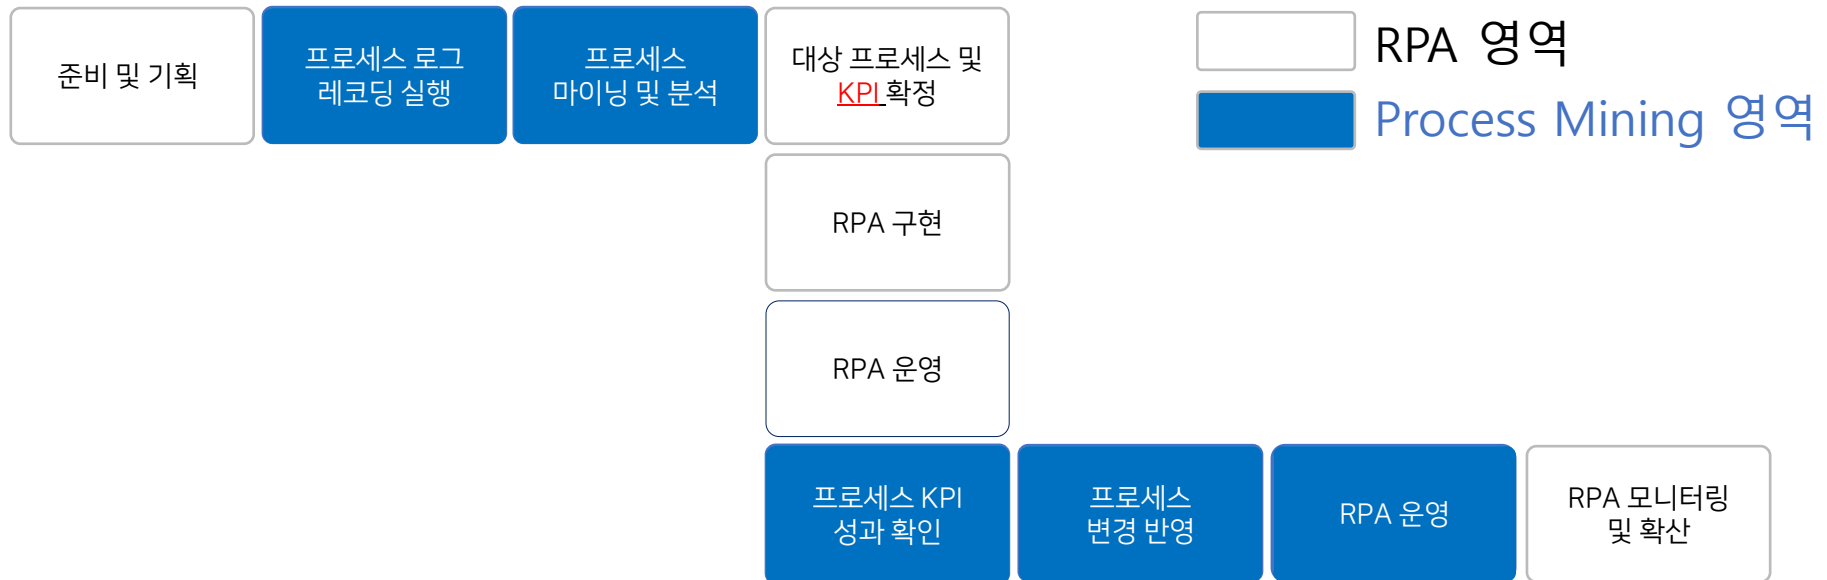 준비 및 기획
프로세스 로그
레코딩 실행
프로세스
마이닝 및 분석
대상 프로세스 및
KPI 확정
RPA 영역
Process Mining 영역
RPA 구현
RPA 운영
프로세스 KPI
성과 확인
프로세스
변경 반영
RPA 운영
RPA 모니터링
및 확산